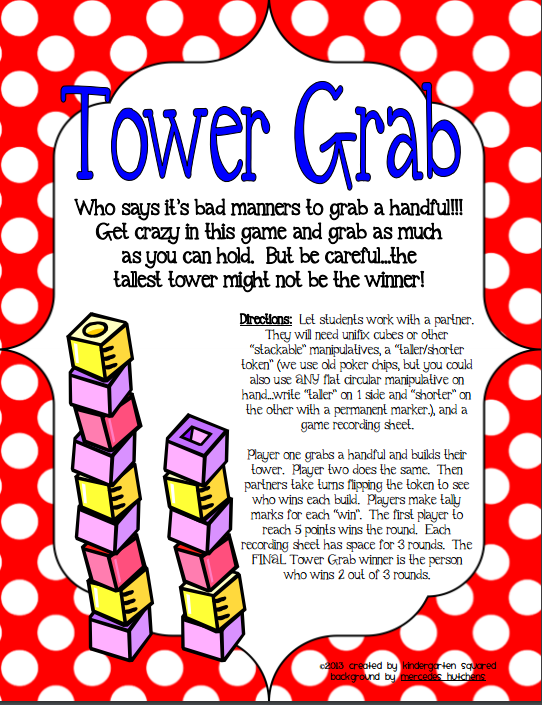 Tower Grab
Who says it's bad manners to grab a handful!!!!
Get crazy in this game and grab as much
as you can hold. But be careful...the
tallest tower might not be the winner!
Directions: Let students work with a partner.
They will need unifix cubes or other
"stackable" manipulatives, a "taller/shorter
token" (we use old poker chips, but you could
also use ANY flat circular manipulative on
hand...write "taller" on 1 side and "shorter" on
the other with a permanent marker.), and a
game recording sheet.
Player one grabs a handful and builds their
tower. Player two does the same. Then
partners take turns flipping the token to see
who wins each build. Players make tally
marks for each "win". The first player to
reach 5 points wins the round. Each
recording sheet has space for 3 rounds. The
FINAL Tower Grab winner is the person
who wins 2 out of 3 rounds.
©2013 created by kindergarten squared
background by mercedes hutchens